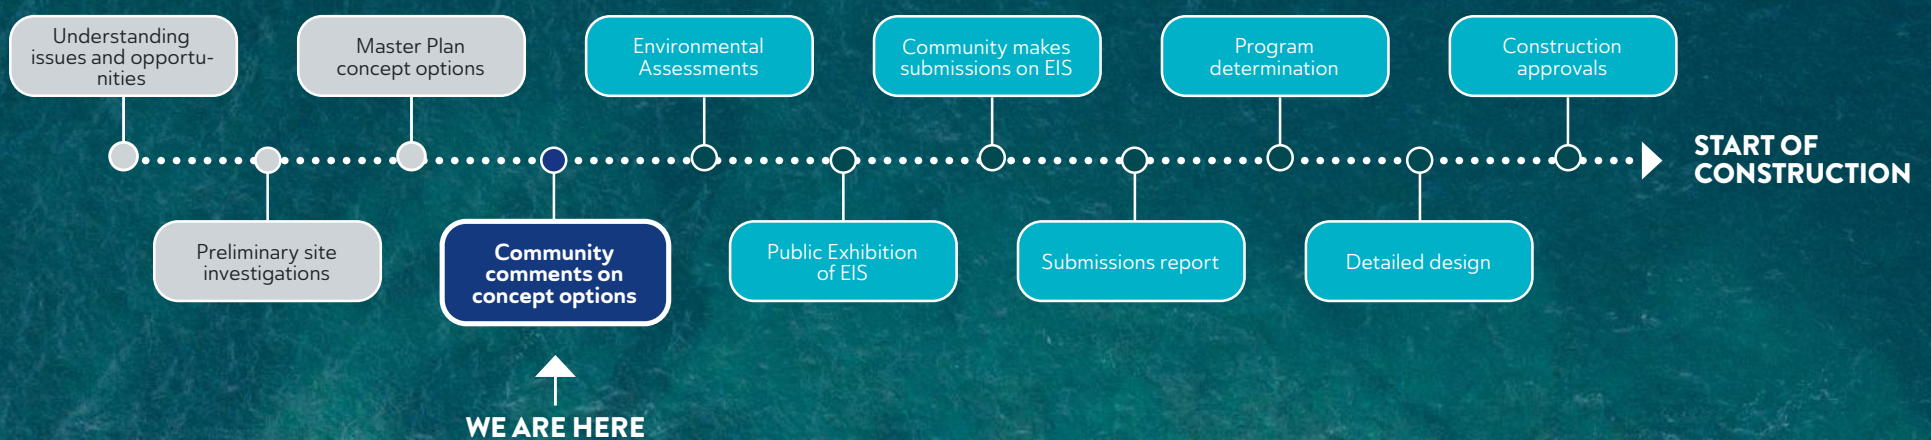 Understanding
issues and opportu-
nities
Preliminary site
investigations
Master Plan
concept options
Community
comments on
concept options
Environmental
Assessments
Public Exhibition
of EIS
Community makes
submissions on EIS
Submissions report
Program
determination
Detailed design
Construction
approvals
START OF
CONSTRUCTION
WE ARE HERE